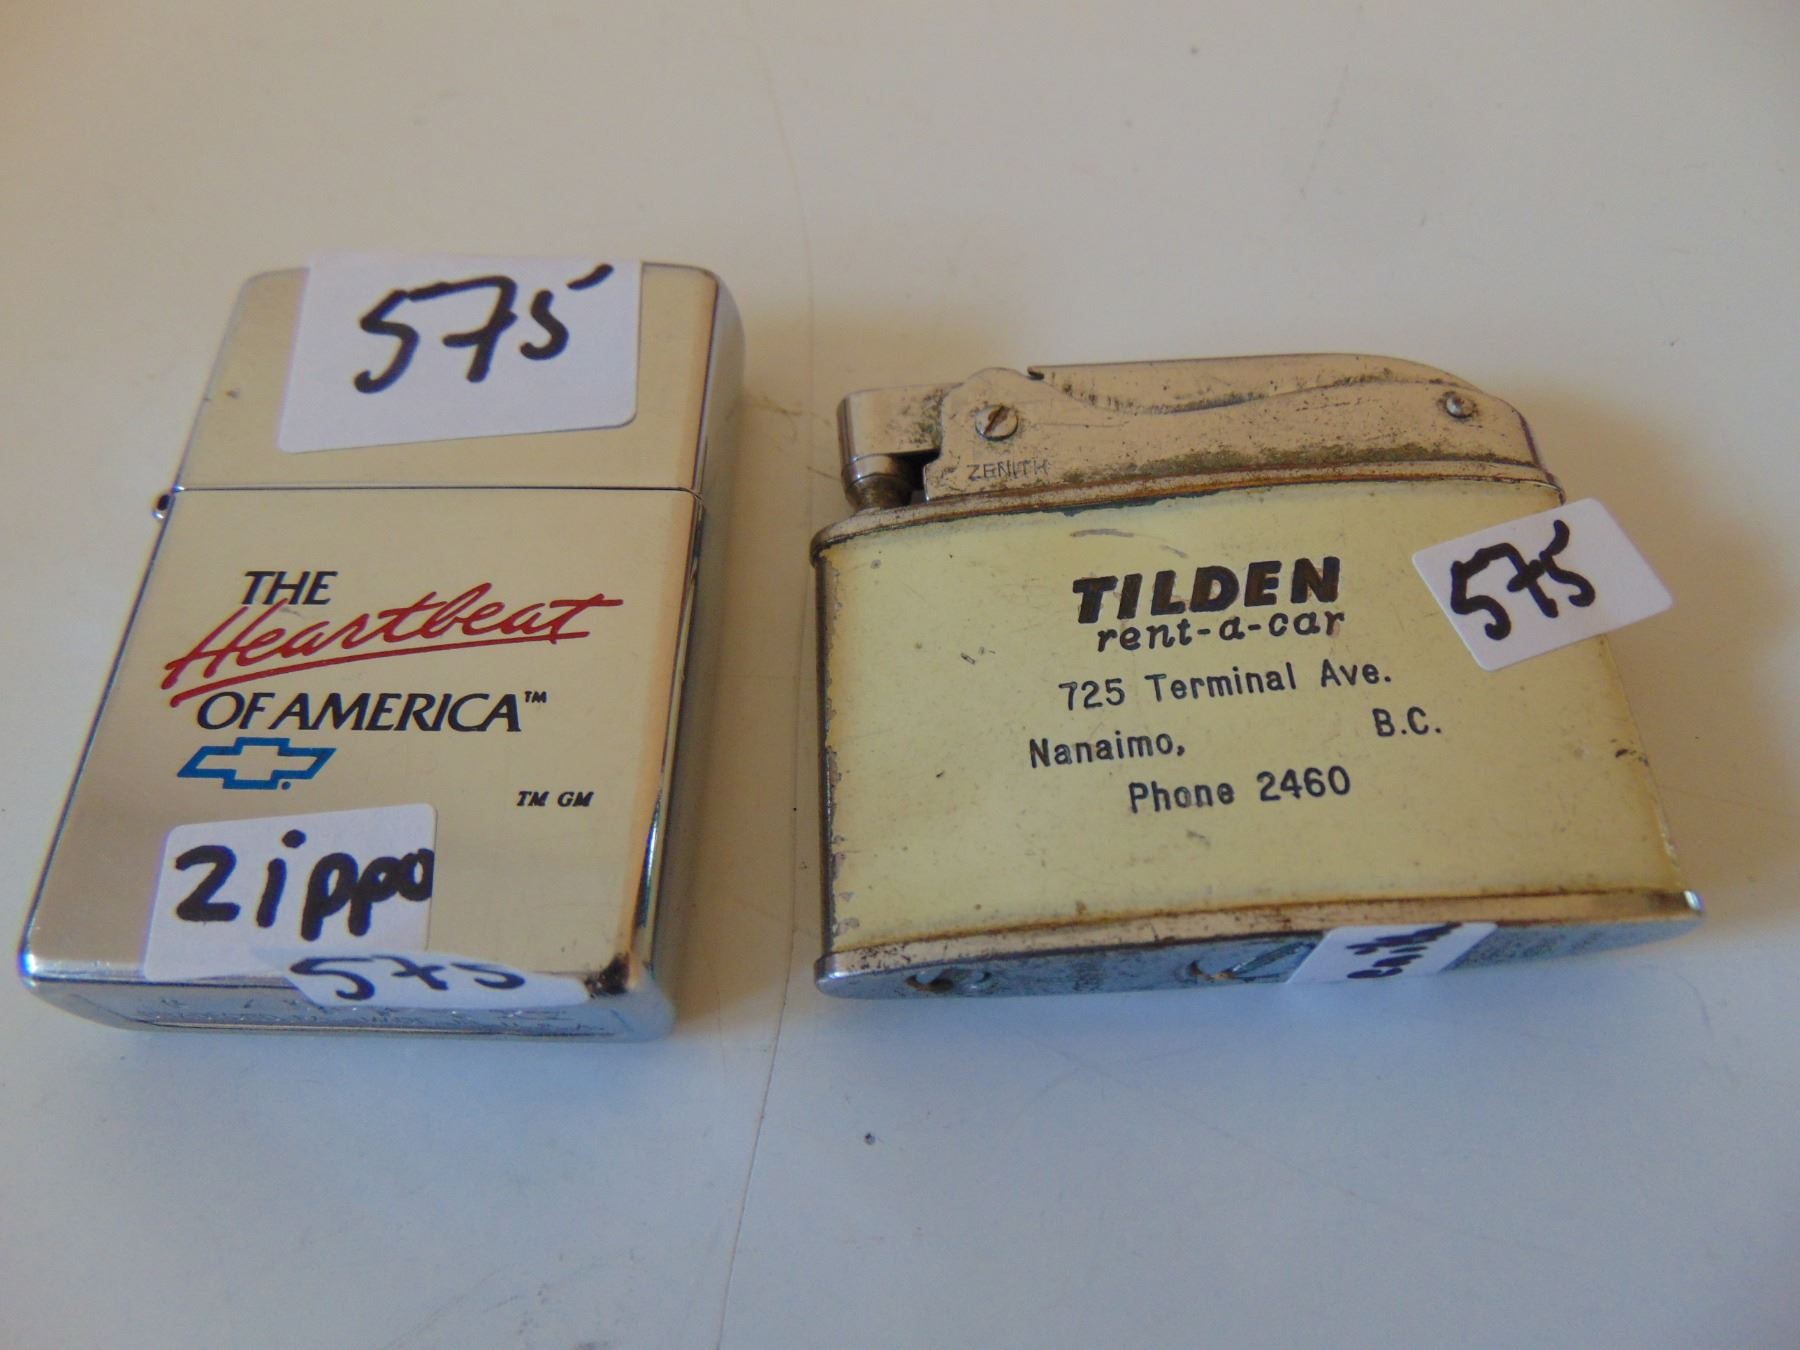 575
THE
Heartbeat
OF AMERICA™
TM GM
Zippo
575
ZENITH
TILDEN
rent-a-car
725 Terminal Ave.
Nanaimo, B.C.
Phone 2460
575